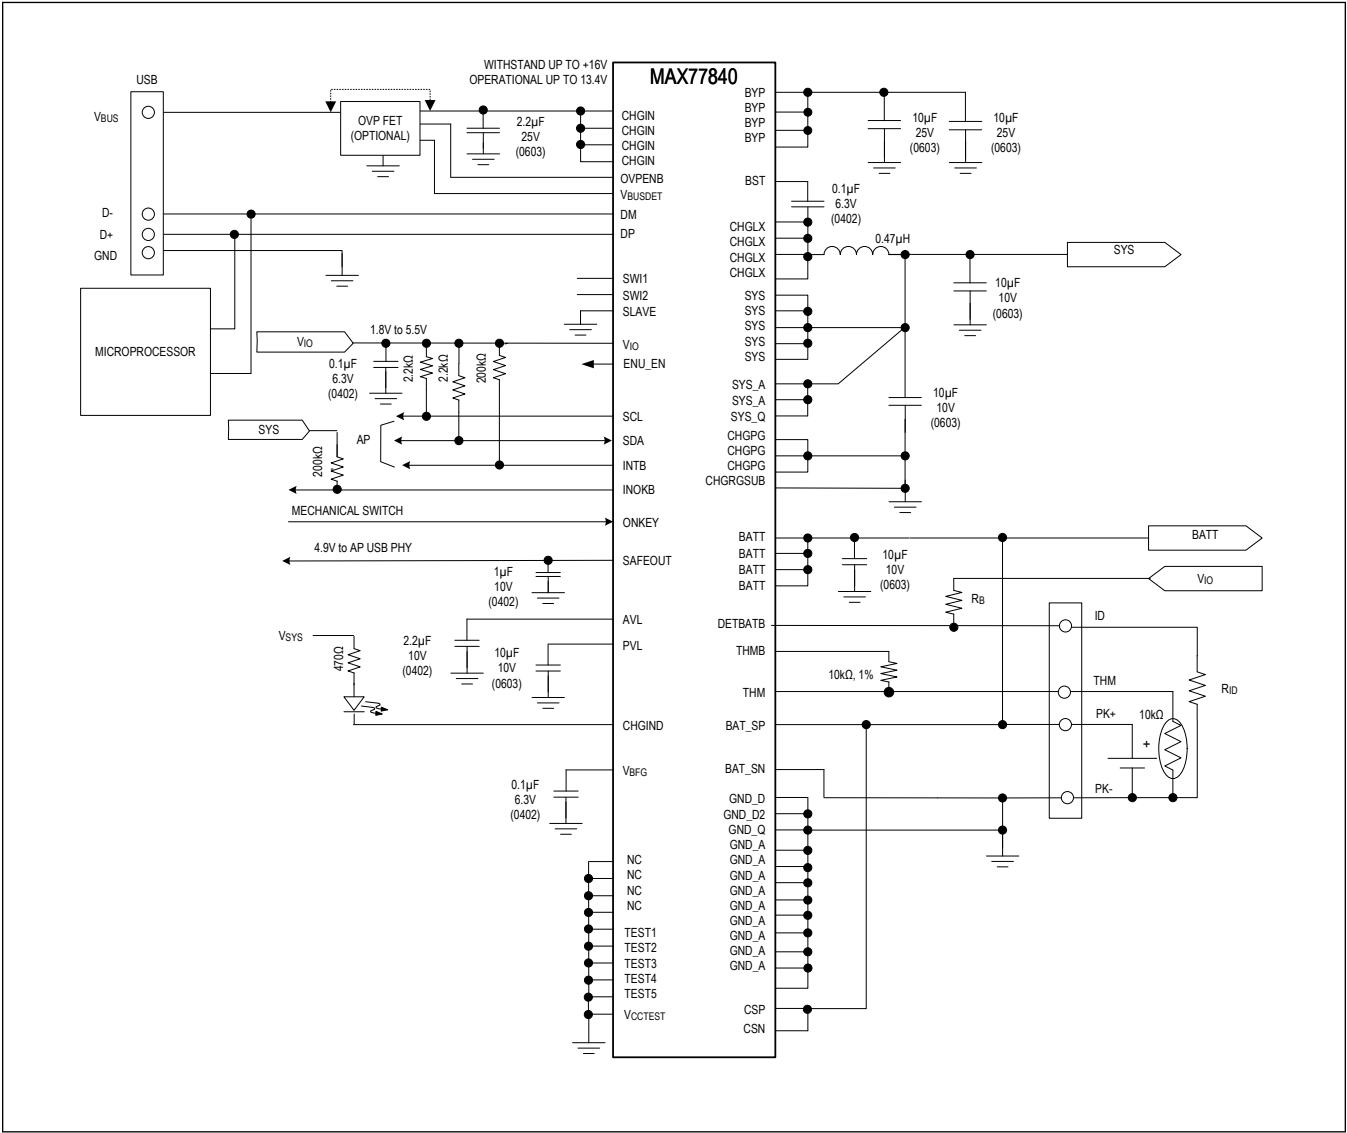 WITHSTAND UP TO +16V
OPERATIONAL UP TO 13.4V
MAX77840
USB
VBUS
D-
D+
GND
OVP FET
(OPTIONAL)
2.2µF
25V
(0603)
MICROPROCESSOR
VIO
1.8V to 5.5V
0.1µF
6.3V
(0402)
2.2kΩ
2.2kΩ
200kΩ
SYS
200kΩ
AP
MECHANICAL SWITCH
4.9V to AP USB PHY
1µF
10V
(0402)
VSYS
470Ω
2.2µF
10V
(0402)
10µF
10V
(0603)
0.1µF
6.3V
(0402)
CHGIN
CHGIN
CHGIN
CHGIN
OVPENB
VBUSDET
DM
DP
SWI1
SWI2
SLAVE
VIO
ENU_EN
SCL
SDA
INTB
INOKB
ONKEY
SAFEOUT
AVL
PVL
CHGIND
VBFG
NC
NC
NC
NC
TEST1
TEST2
TEST3
TEST4
TEST5
VCCTEST
BYP
BYP
BYP
BYP
BST
CHGLX
CHGLX
CHGLX
CHGLX
SYS
SYS
SYS
SYS
SYS
SYS_A
SYS_A
SYS_Q
CHGPG
CHGPG
CHGPG
CHGRGSUB
BATT
BATT
BATT
BATT
DETBATB
THMB
THM
BAT_SP
BAT_SN
GND_D
GND_D2
GND_Q
GND_A
GND_A
GND_A
GND_A
GND_A
GND_A
GND_A
GND_A
GND_A
CSP
CSN
10µF
25V
(0603)
10µF
25V
(0603)
0.1µF
6.3V
(0402)
0.47µH
SYS
10µF
10V
(0603)
10µF
10V
(0603)
BATT
10µF
10V
(0603)
VIO
RB
ID
10kΩ, 1%
THM
RID
PK+
10kΩ
+
PK-